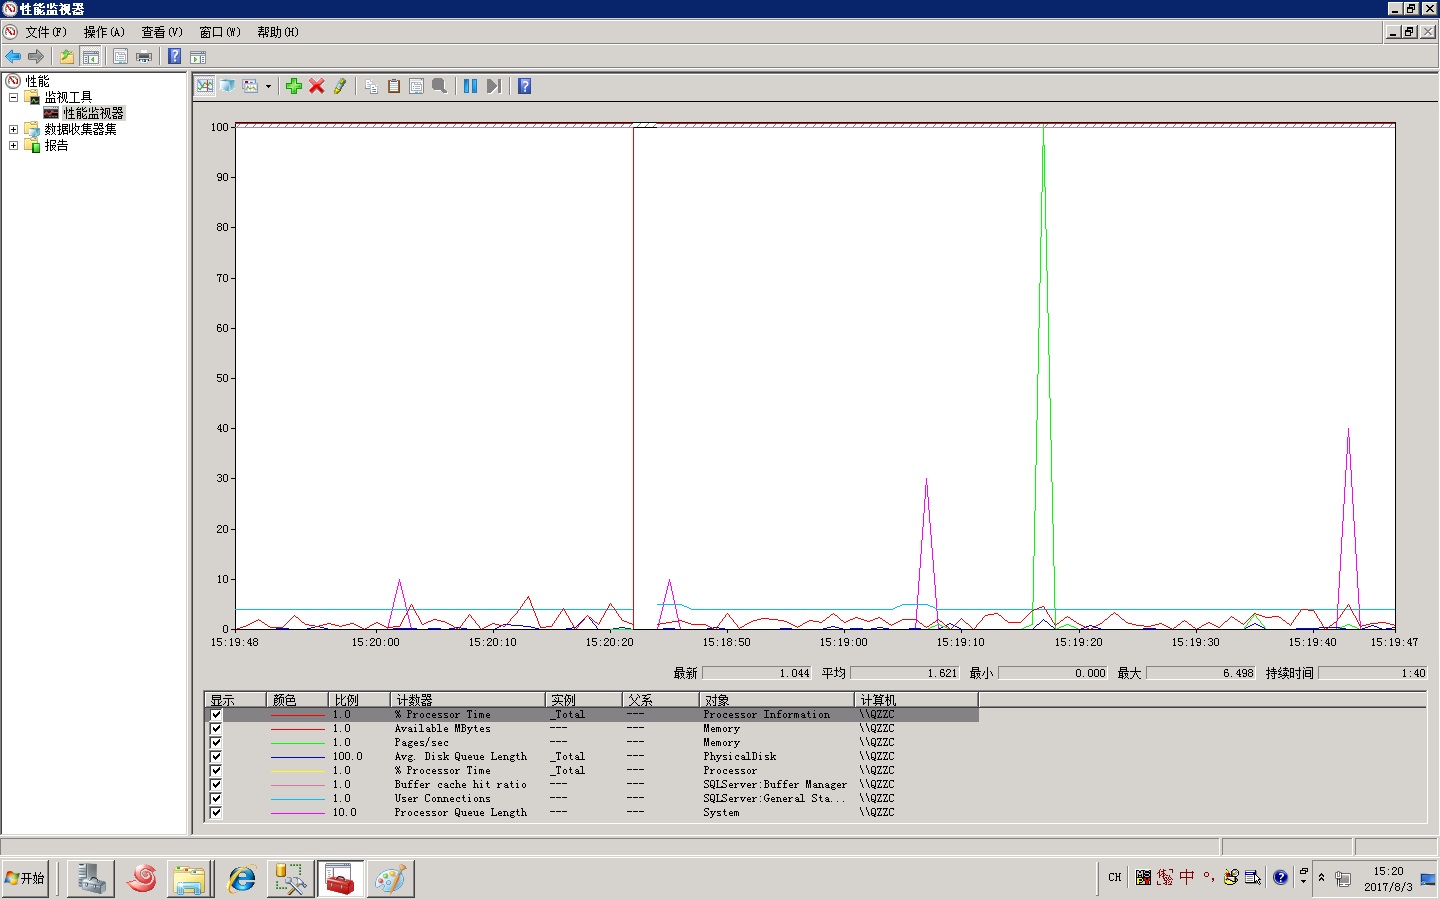 性能监视器
文件(F) 操作(A) 查看(V) 窗口(W) 帮助(H)
性能
监视工具
性能监视器
数据收集器集
报告
100
90
80
70
60
50
40
30
20
10
0
15:19:48 15:20:00 15:20:10 15:20:20 15:18:50 15:19:00 15:19:10 15:19:20 15:19:30 15:19:40 15:19:47
最新 1.044 平均 1.621 最小 0.000 最大 6.498 持续时间 1:40
显示 颜色 比例 计数器 实例 父系 对象 计算机
1.0 % Processor Time _Total --- Processor Information \\QZZC
1.0 Available MBytes --- --- Memory \\QZZC
1.0 Pages/sec --- --- Memory \\QZZC
100.0 Avg. Disk Queue Length _Total --- PhysicalDisk \\QZZC
1.0 % Processor Time _Total --- Processor \\QZZC
1.0 Buffer cache hit ratio --- --- SQLServer:Buffer Manager \\QZZC
1.0 User Connections --- --- SQLServer:General Sta... \\QZZC
10.0 Processor Queue Length --- --- System \\QZZC
开始 CH 中 15:20
2017/8/3